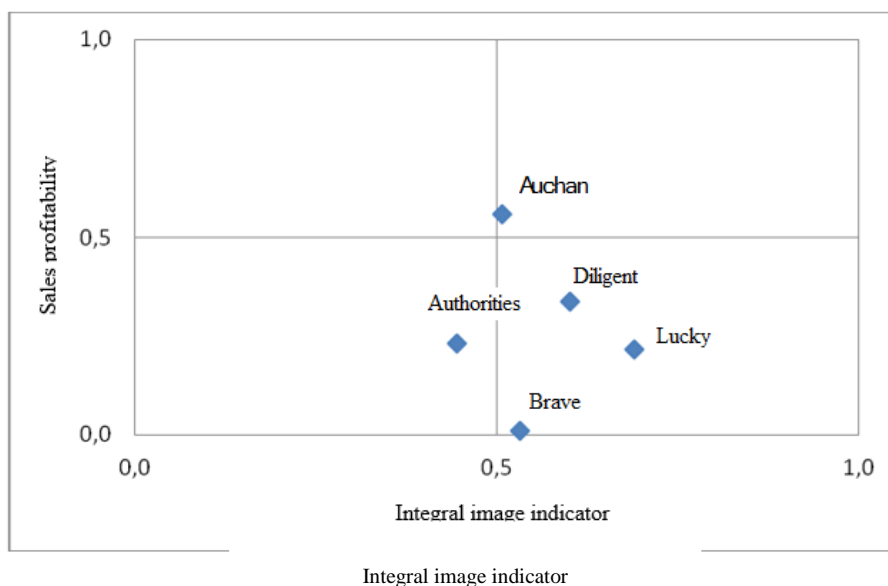 1,0
Sales profitability
Auchan
0,5
Diligent
Authorities
Lucky
Brave
0,0
0,0
0,5
1,0
Integral image indicator
Integral image indicator